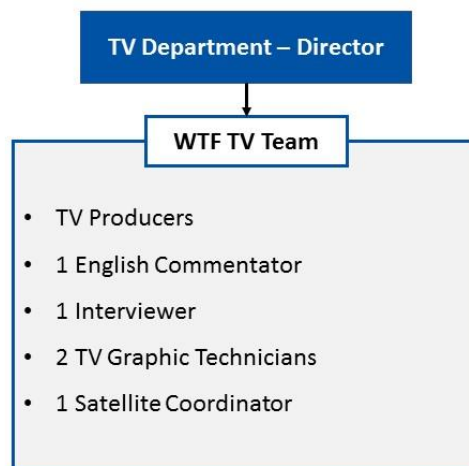 TV Department – Director
WTF TV Team
• TV Producers
• 1 English Commentator
• 1 Interviewer
• 2 TV Graphic Technicians
• 1 Satellite Coordinator